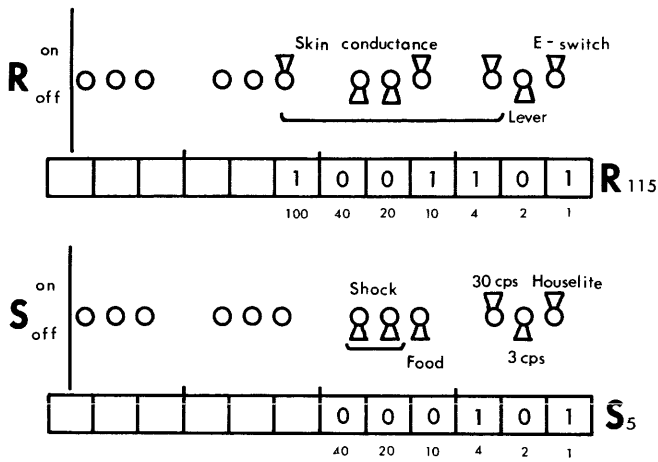 on
Skin conductance
E-switch
R
off
Lever
1 0 0 1 1 0 1
R 115
100 40 20 10 4 2 1
on
Shock
30 cps Houselite
S
off
Food
3 cps
0 0 0 1 0 1
S 5
40 20 10 4 2 1